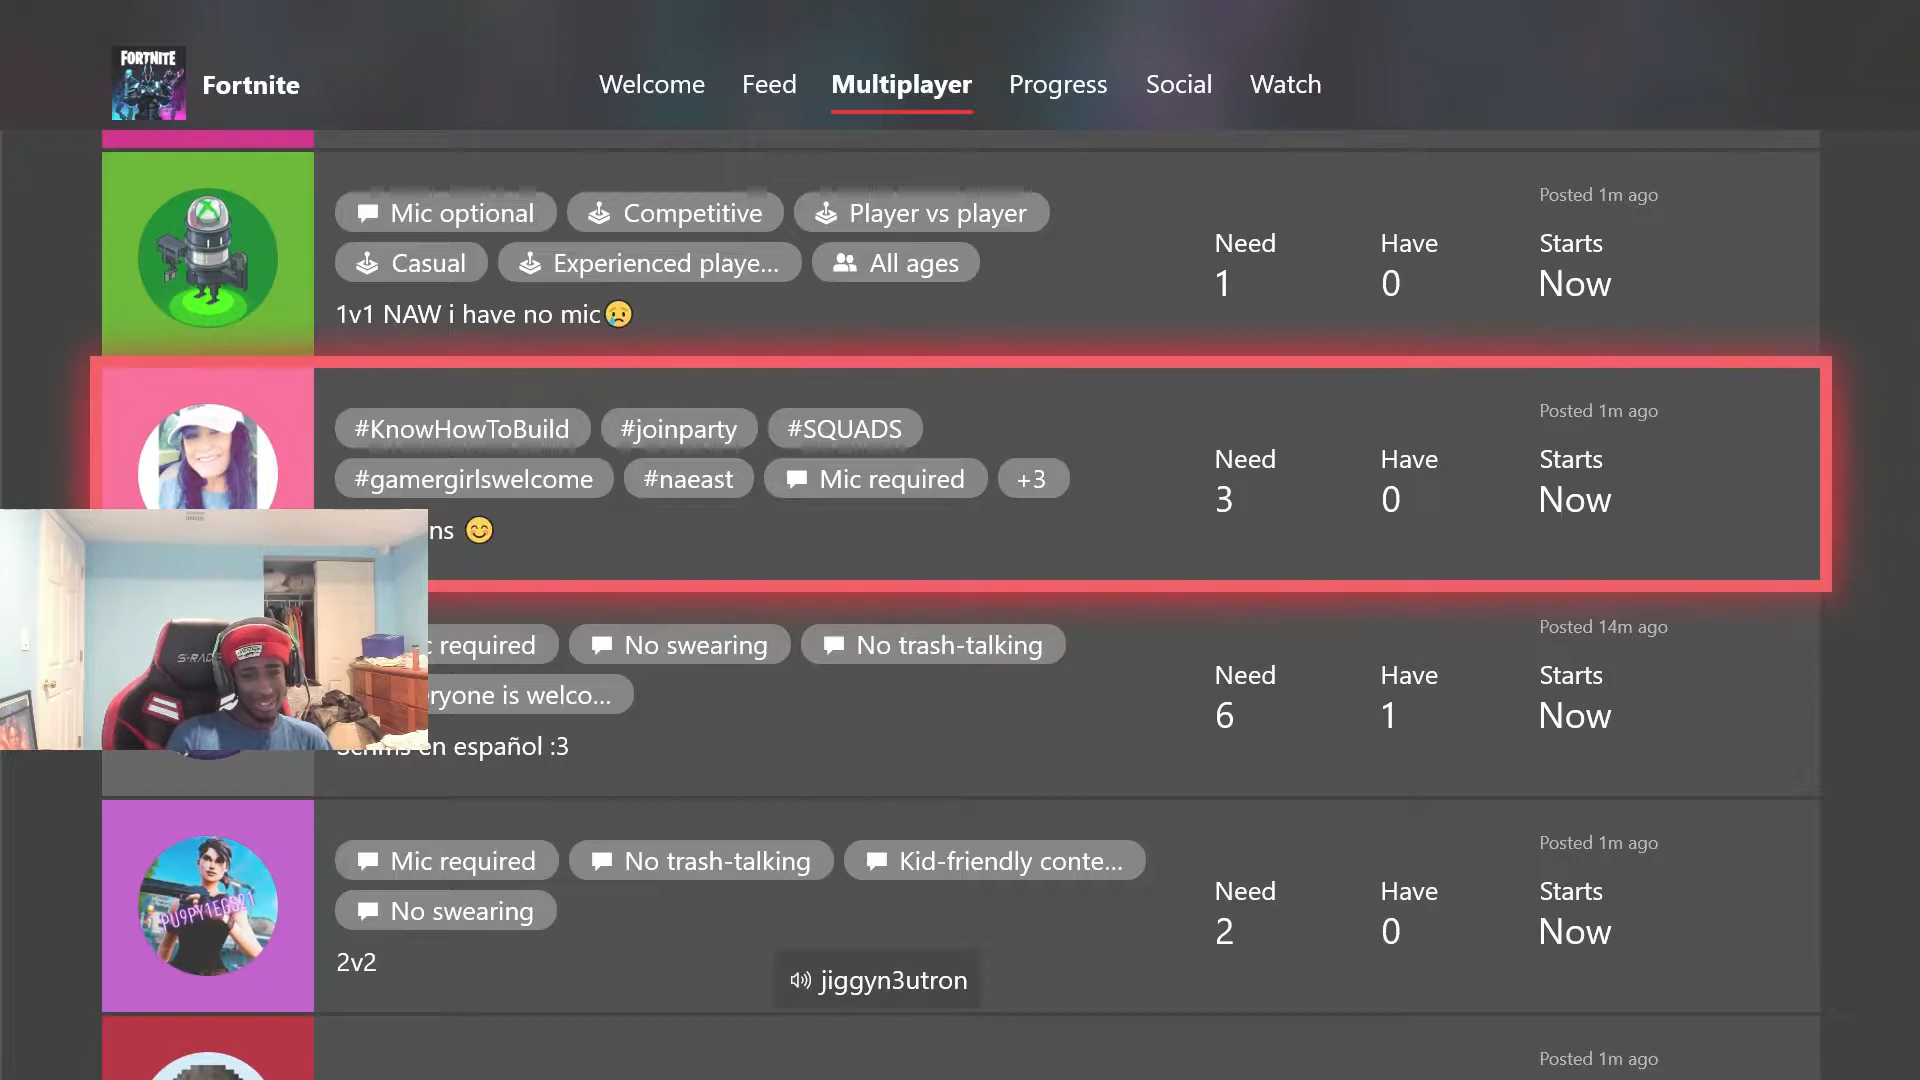 FORTNITE
Fortnite
Welcome Feed Multiplayer Progress Social Watch
Posted 1m ago
Mic optional Competitive Player vs player
Casual Experienced playe... All ages
1v1 NAW i have no mic😥
Need Have Starts
1 0 Now
Posted 1m ago
#KnowHowToBuild #joinparty #SQUADS
#gamergirlswelcome #naeast Mic required +3
ns 😊
Need Have Starts
3 0 Now
Posted 14m ago
c required No swearing No trash-talking
ryone is welco...
Scrims en español :3
Need Have Starts
6 1 Now
PU9PY1EGS21
Posted 1m ago
Mic required No trash-talking Kid-friendly conte...
No swearing
2v2
Need Have Starts
2 0 Now
jiggyn3utron
Posted 1m ago